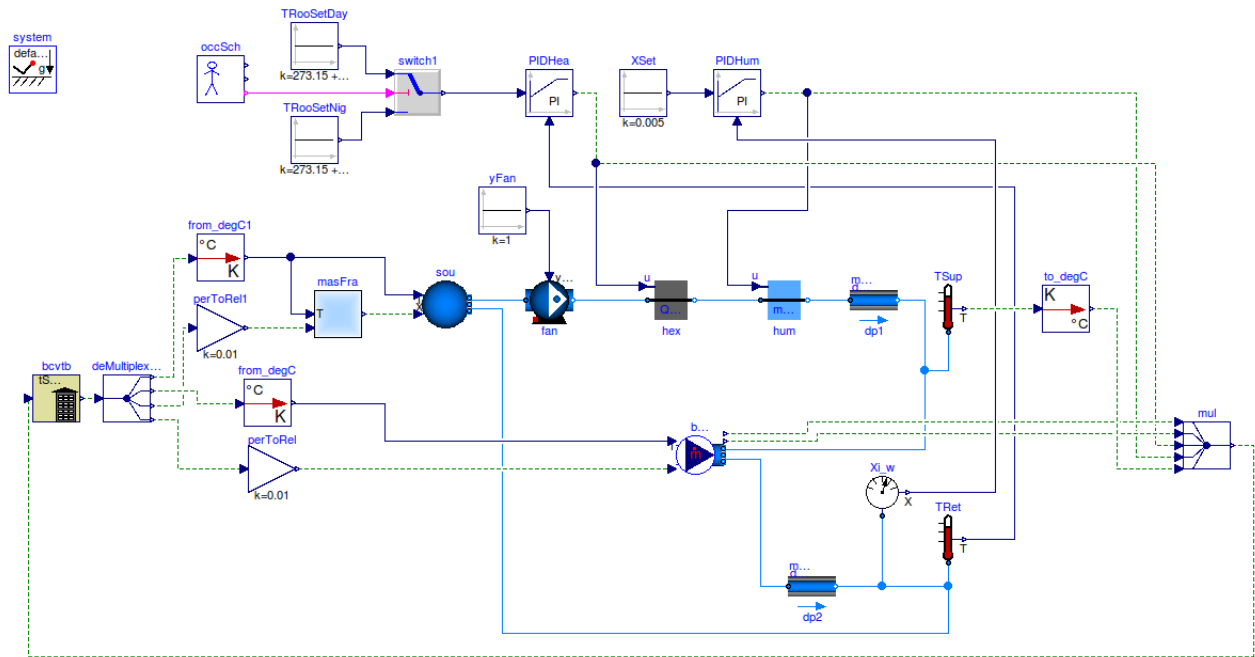 TRooSetDay
system
occSch
defa...
g
switch1
PIDHea
XSet
PIDHum
k=273.15 +...
PI
PI
TRooSetNig
k=0.005
k=273.15 +...
yFan
from_degC1
°C
K
k=1
masFra
sou
y...
u
u
m...
d
TSup
to_degC
K
°C
perToRel1
T
X
Q...
m...
T
fan
hex
hum
dp1
k=0.01
bcvtb
tS...
deMultiplex...
from_degC
°C
K
mul
perToRel
b...
T
ṁ
k=0.01
Xi_w
X
TRet
T
m...
d
dp2